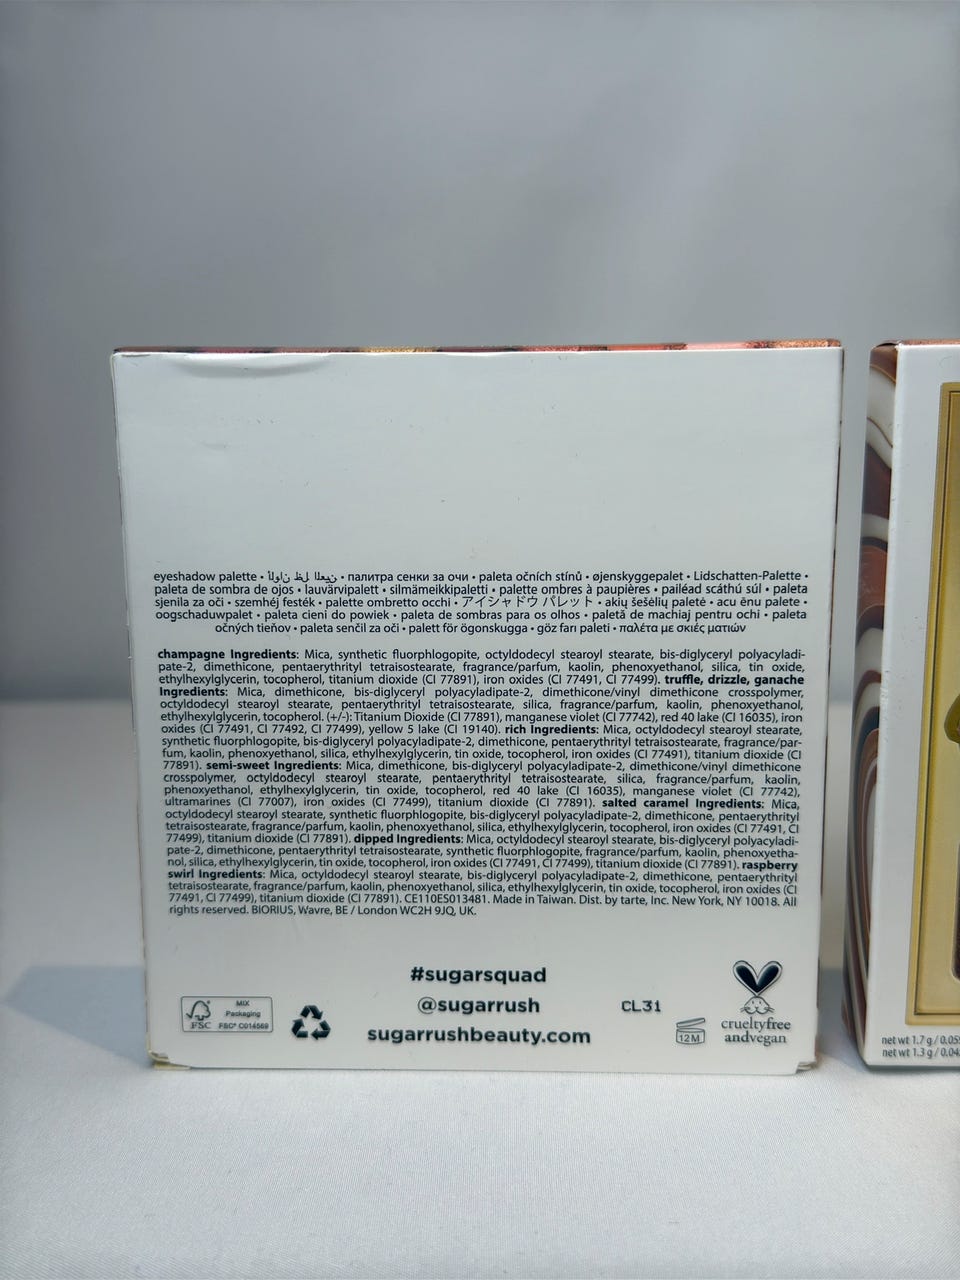 eyeshadow palette • ألوان ظل العين • палитра сенки за очи • paleta očních stínů • øjenskyggepalet • Lidschatten-Palette •
paleta de sombra de ojos • lauvärvipalett • silmämeikkipaletti • palette ombres à paupières • pailéad scáthú súl • paleta
sjenila za oči • szemhéj festék • palette ombretto occhi • アイシャドウ パレット • akių šešėlių paletė • acu ēnu palete •
oogschaduwpalet • paleta cieni do powiek • paleta de sombras para os olhos • paletă de machiaj pentru ochi • paleta
očných tieňov • paleta senčil za oči • palett för ögonskugga • göz farı paleti • παλέτα με σκιές ματιών
champagne Ingredients: Mica, synthetic fluorphlogopite, octyldodecyl stearoyl stearate, bis-diglyceryl polyacyladi-
pate-2, dimethicone, pentaerythrityl tetraisostearate, fragrance/parfum, kaolin, phenoxyethanol, silica, tin oxide,
ethylhexylglycerin, tocopherol, titanium dioxide (CI 77891), iron oxides (CI 77491, CI 77499). truffle, drizzle, ganache
Ingredients: Mica, dimethicone, bis-diglyceryl polyacyladipate-2, dimethicone/vinyl dimethicone crosspolymer,
octyldodecyl stearoyl stearate, pentaerythrityl tetraisostearate, silica, fragrance/parfum, kaolin, phenoxyethanol,
ethylhexylglycerin, tocopherol. (+/-): Titanium Dioxide (CI 77891), manganese violet (CI 77742), red 40 lake (CI 16035), iron
oxides (CI 77491, CI 77492, CI 77499), yellow 5 lake (CI 19140). rich Ingredients: Mica, octyldodecyl stearoyl stearate,
synthetic fluorphlogopite, bis-diglyceryl polyacyladipate-2, dimethicone, pentaerythrityl tetraisostearate, fragrance/par-
fum, kaolin, phenoxyethanol, silica, ethylhexylglycerin, tin oxide, tocopherol, iron oxides (CI 77491), titanium dioxide (CI
77891). semi-sweet Ingredients: Mica, dimethicone, bis-diglyceryl polyacyladipate-2, dimethicone/vinyl dimethicone
crosspolymer, octyldodecyl stearoyl stearate, pentaerythrityl tetraisostearate, silica, fragrance/parfum, kaolin,
phenoxyethanol, ethylhexylglycerin, tin oxide, tocopherol, red 40 lake (CI 16035), manganese violet (CI 77742),
ultramarines (CI 77007), iron oxides (CI 77499), titanium dioxide (CI 77891). salted caramel Ingredients: Mica,
octyldodecyl stearoyl stearate, synthetic fluorphlogopite, bis-diglyceryl polyacyladipate-2, dimethicone, pentaerythrityl
tetraisostearate, fragrance/parfum, kaolin, phenoxyethanol, silica, ethylhexylglycerin, tocopherol, iron oxides (CI 77491, CI
77499), titanium dioxide (CI 77891). dipped Ingredients: Mica, octyldodecyl stearoyl stearate, bis-diglyceryl polyacyladi-
pate-2, dimethicone, pentaerythrityl tetraisostearate, synthetic fluorphlogopite, fragrance/parfum, kaolin, phenoxyetha-
nol, silica, ethylhexylglycerin, tin oxide, tocopherol, iron oxides (CI 77491, CI 77499), titanium dioxide (CI 77891). raspberry
swirl Ingredients: Mica, octyldodecyl stearoyl stearate, bis-diglyceryl polyacyladipate-2, dimethicone, pentaerythrityl
tetraisostearate, fragrance/parfum, kaolin, phenoxyethanol, silica, ethylhexylglycerin, tin oxide, tocopherol, iron oxides (CI
77491, CI 77499), titanium dioxide (CI 77891). CE110ES013481. Made in Taiwan. Dist. by tarte, Inc. New York, NY 10018. All
rights reserved. BIORIUS, Wavre, BE / London WC2H 9JQ, UK.
#sugarsquad
@sugarrush
sugarrushbeauty.com
FSC
MIX
Packaging
FSC® C014569
CL31
12M
crueltyfree
andvegan
net wt 1.7 g / 0.05
net wt 1.3 g / 0.04